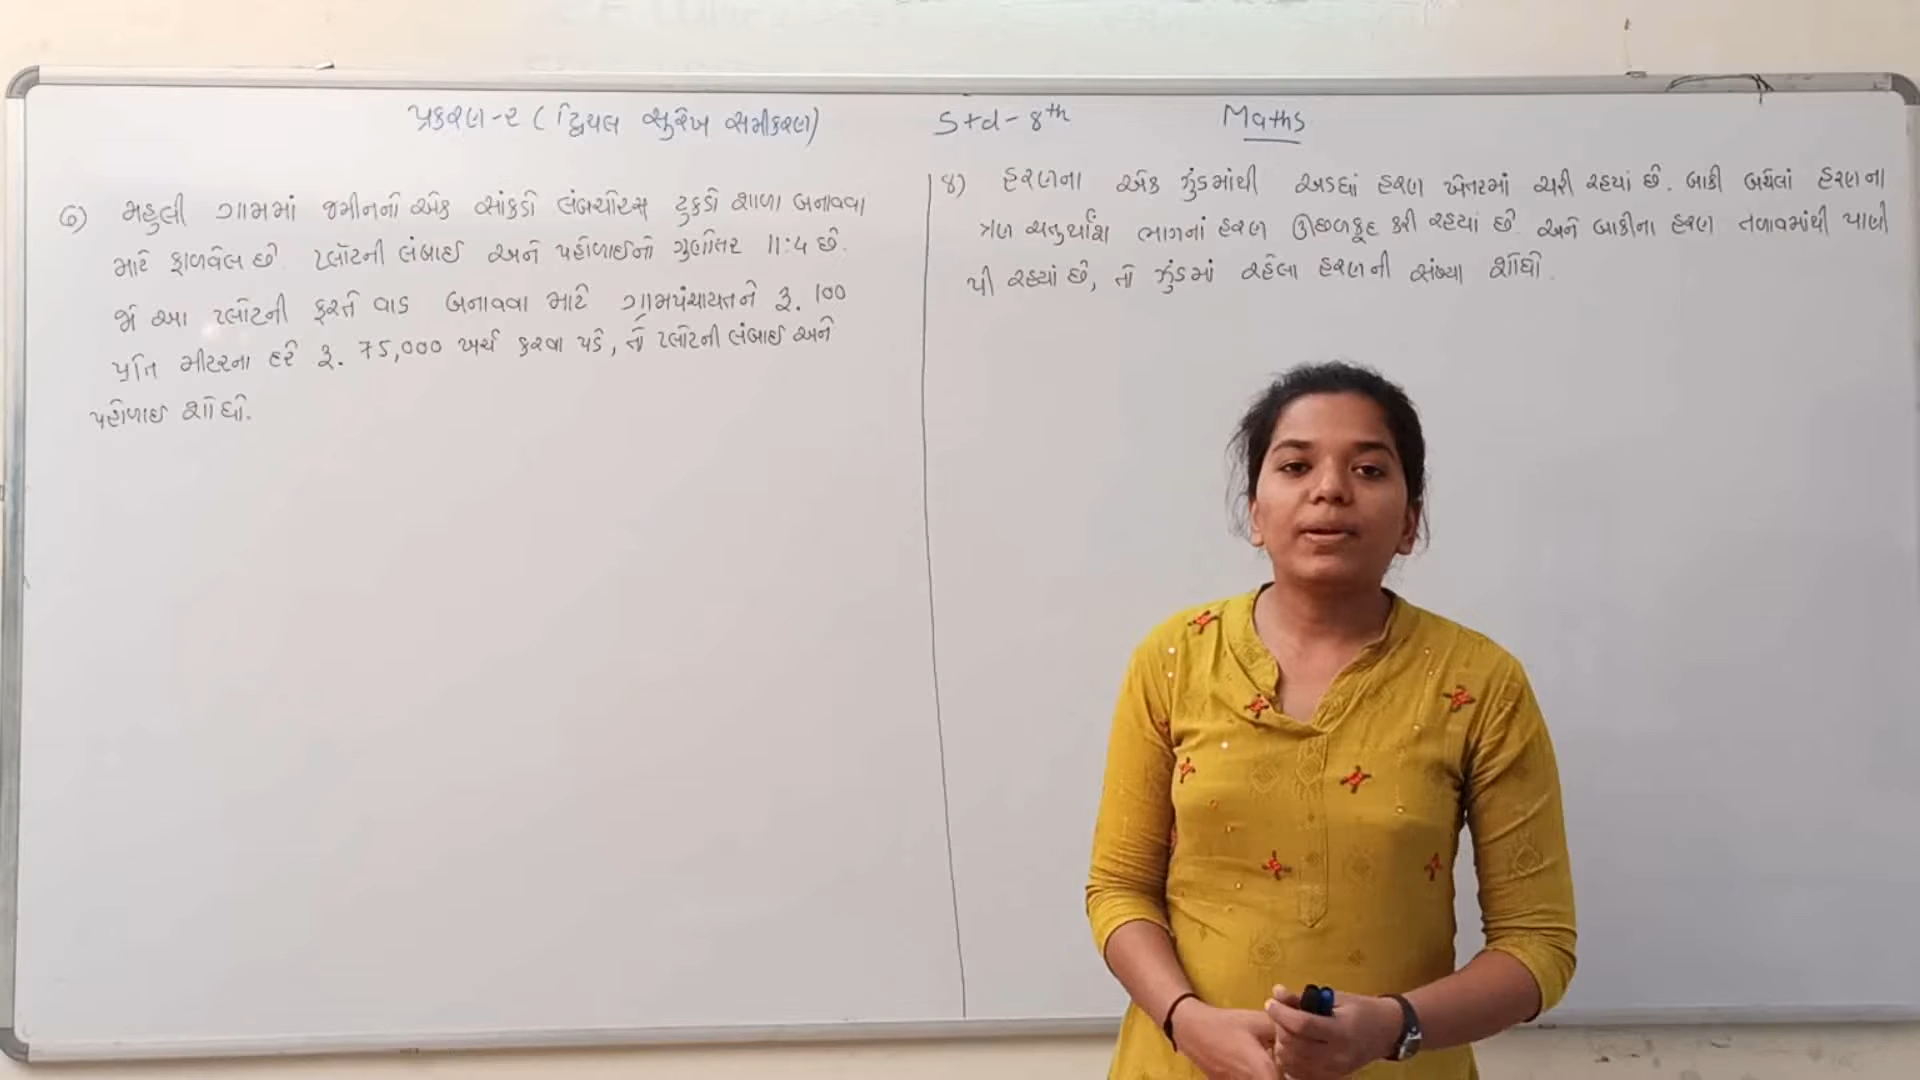 પ્રકરણ-૨ ( દ્વિચલ સુરેખ સમીકરણ) Std - 8th Maths
૭) મહુલી ગામમાં જમીનનો એક સાંકડો લંબચોરસ ટુકડો શાળા બનાવવા
માટે ફાળવેલ છે. પ્લૉટની લંબાઈ અને પહોળાઈનો ગુણોત્તર 11:4 છે.
જો આ પ્લૉટની ફરતે વાડ બનાવવા માટે ગ્રામપંચાયતને રૂ. 100
પ્રતિ મીટરના દરે રૂ. 75,000 ખર્ચ કરવા પડે, તો પ્લૉટની લંબાઈ અને
પહોળાઈ શોધો.
૪) હરણના એક ઝુંડમાંથી અડધાં હરણ ખેતરમાં ચરી રહ્યાં છે. બાકી બચેલાં હરણના
ત્રણ ચતુર્થાંશ ભાગનાં હરણ ઊછળકૂદ કરી રહ્યાં છે. અને બાકીના હરણ તળાવમાંથી પાણી
પી રહ્યાં છે, તો ઝુંડમાં રહેલા હરણની સંખ્યા શોધો.